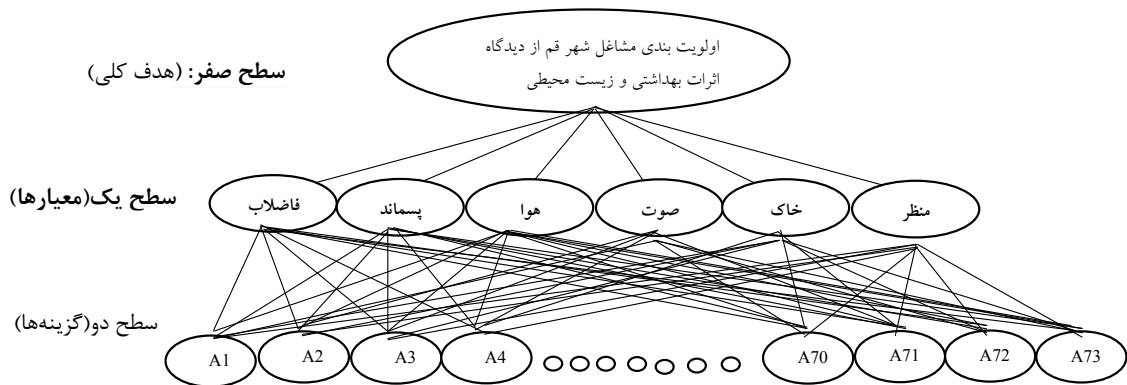 اولویت بندی مشاغل شهر قم از دیدگاه
اثرات بهداشتی و زیست محیطی
سطح صفر: (هدف کلی)
سطح یک(معیارها)
فاضلاب
پسماند
هوا
صوت
خاک
منظر
سطح دو(گزینه‌ها)
A1
A2
A3
A4
A70
A71
A72
A73